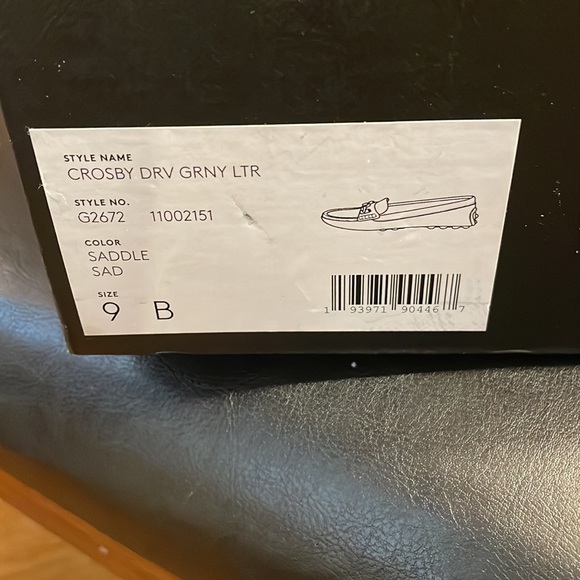 STYLE NAME
CROSBY DRV GRNY LTR
STYLE NO.
G2672 11002151
COLOR
SADDLE
SAD
SIZE
9 B
1 93971 90446 7